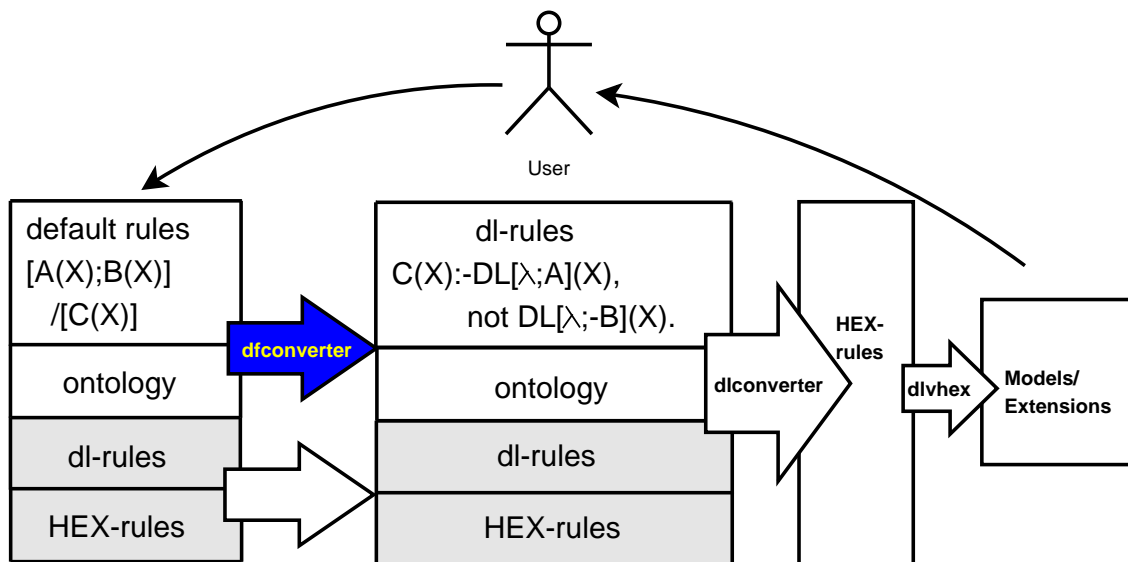 User
default rules
[A(X);B(X)]
/[C(X)]
ontology
dl-rules
HEX-rules
dfconverter
dl-rules
C(X):-DL[λ;A](X),
not DL[λ;-B](X).
ontology
dl-rules
HEX-rules
dlconverter
HEX-
rules
dlvhex
Models/
Extensions